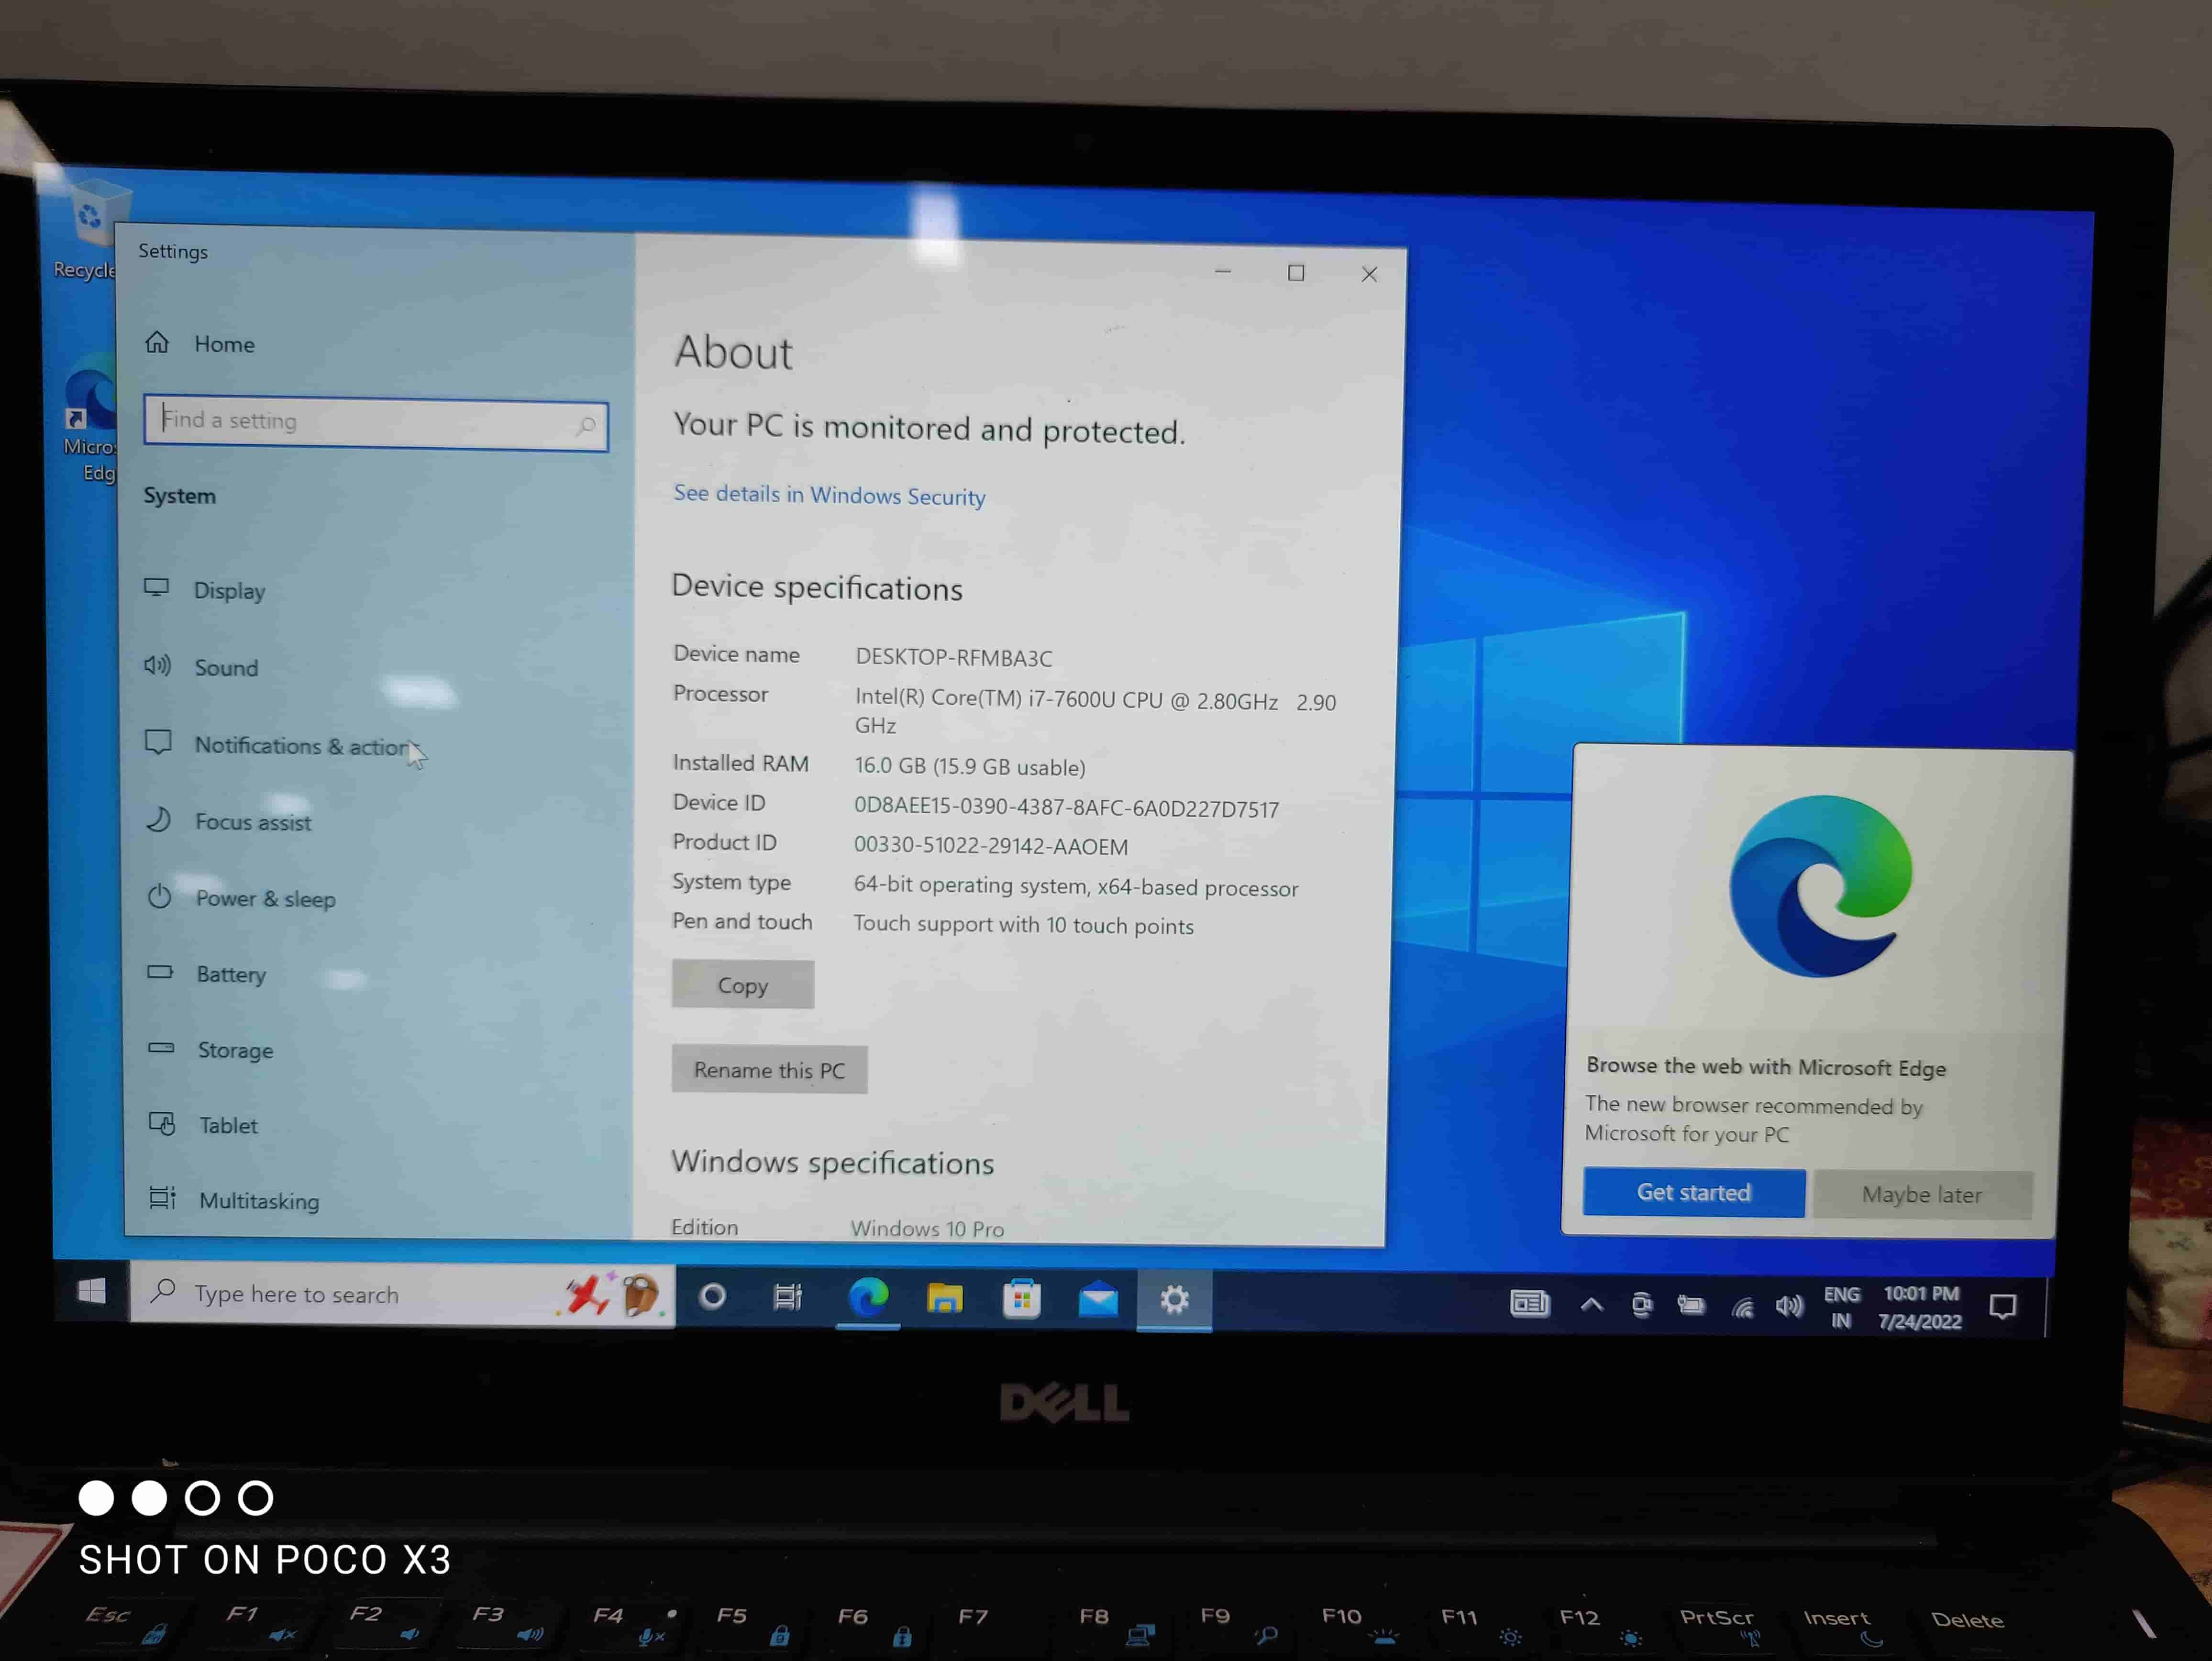 Recycle
Micro
Edg
Settings
Home
Find a setting
System
Display
Sound
Notifications & action
Focus assist
Power & sleep
Battery
Storage
Tablet
Multitasking
About
Your PC is monitored and protected.
See details in Windows Security
Device specifications
Device name DESKTOP-RFMBA3C
Processor Intel(R) Core(TM) i7-7600U CPU @ 2.80GHz 2.90
GHz
Installed RAM 16.0 GB (15.9 GB usable)
Device ID 0D8AEE15-0390-4387-8AFC-6A0D227D7517
Product ID 00330-51022-29142-AAOEM
System type 64-bit operating system, x64-based processor
Pen and touch Touch support with 10 touch points
Copy
Rename this PC
Windows specifications
Edition Windows 10 Pro
Browse the web with Microsoft Edge
The new browser recommended by
Microsoft for your PC
Get started Maybe later
Type here to search
ENG
IN
10:01 PM
7/24/2022
DELL
SHOT ON POCO X3
Esc F1 F2 F3 F4 F5 F6 F7 F8 F9 F10 F11 F12 PrtScr Insert Delete